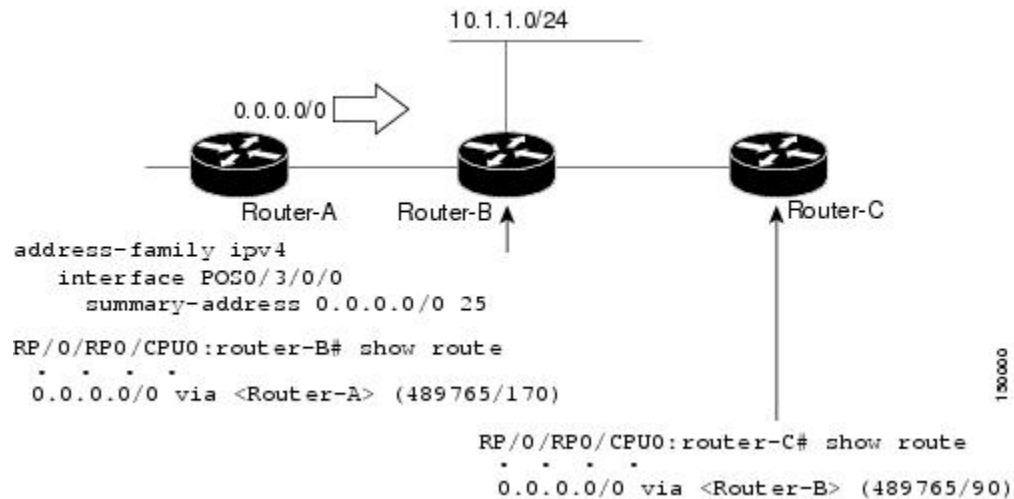 10.1.1.0/24
0.0.0.0/0
Router-A
Router-B
Router-C
address-family ipv4
interface POS0/3/0/0
summary-address 0.0.0.0/0 25
RP/0/RP0/CPU0:router-B# show route
. . . .
0.0.0.0/0 via <Router-A> (489765/170)
150000
RP/0/RP0/CPU0:router-C# show route
. . . .
0.0.0.0/0 via <Router-B> (489765/90)